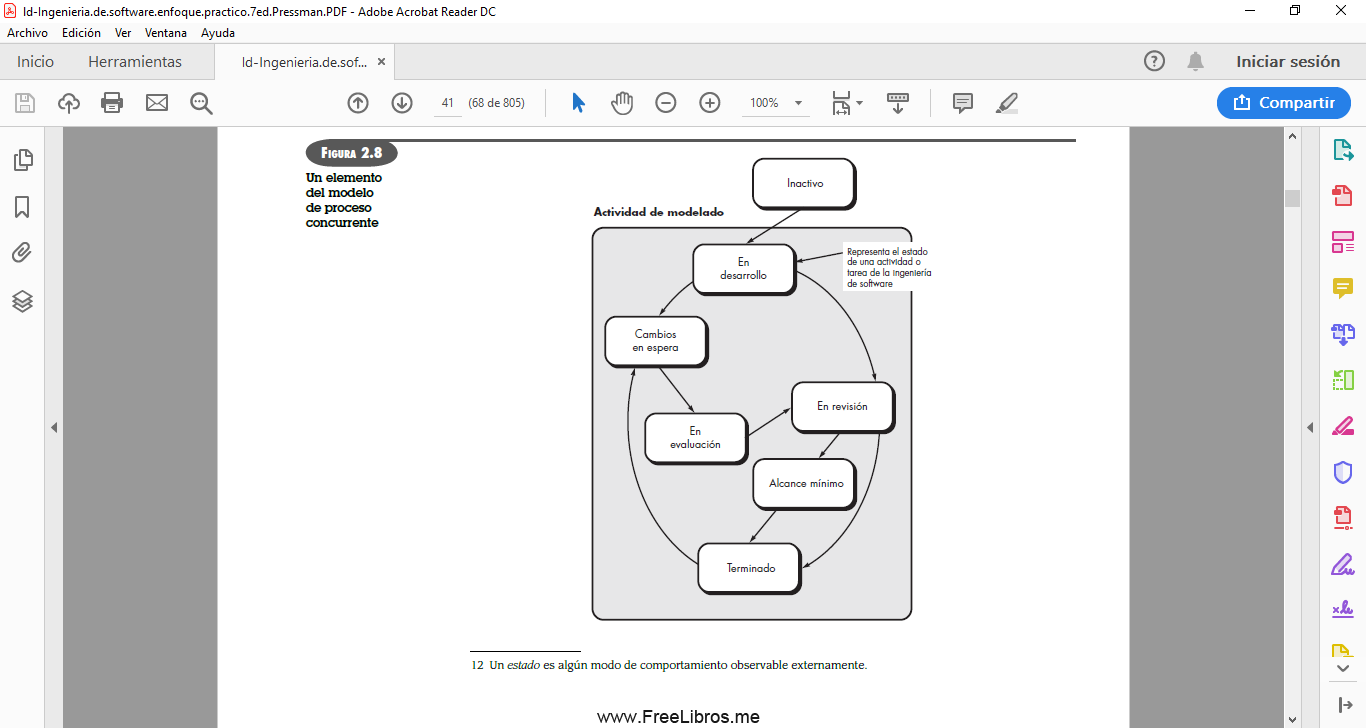 Id-Ingenieria.de.software.enfoque.practico.7ed.Pressman.PDF - Adobe Acrobat Reader DC
Archivo Edición Ver Ventana Ayuda
Inicio Herramientas Id-Ingenieria.de.sof... × Iniciar sesión
41 (68 de 805) 100% Compartir
FIGURA 2.8
Un elemento
del modelo
de proceso
concurrente
Inactivo
Actividad de modelado
En
desarrollo
Representa el estado
de una actividad o
tarea de la ingeniería
de software
Cambios
en espera
En revisión
En
evaluación
Alcance mínimo
Terminado
12 Un estado es algún modo de comportamiento observable externamente.
www.FreeLibros.me